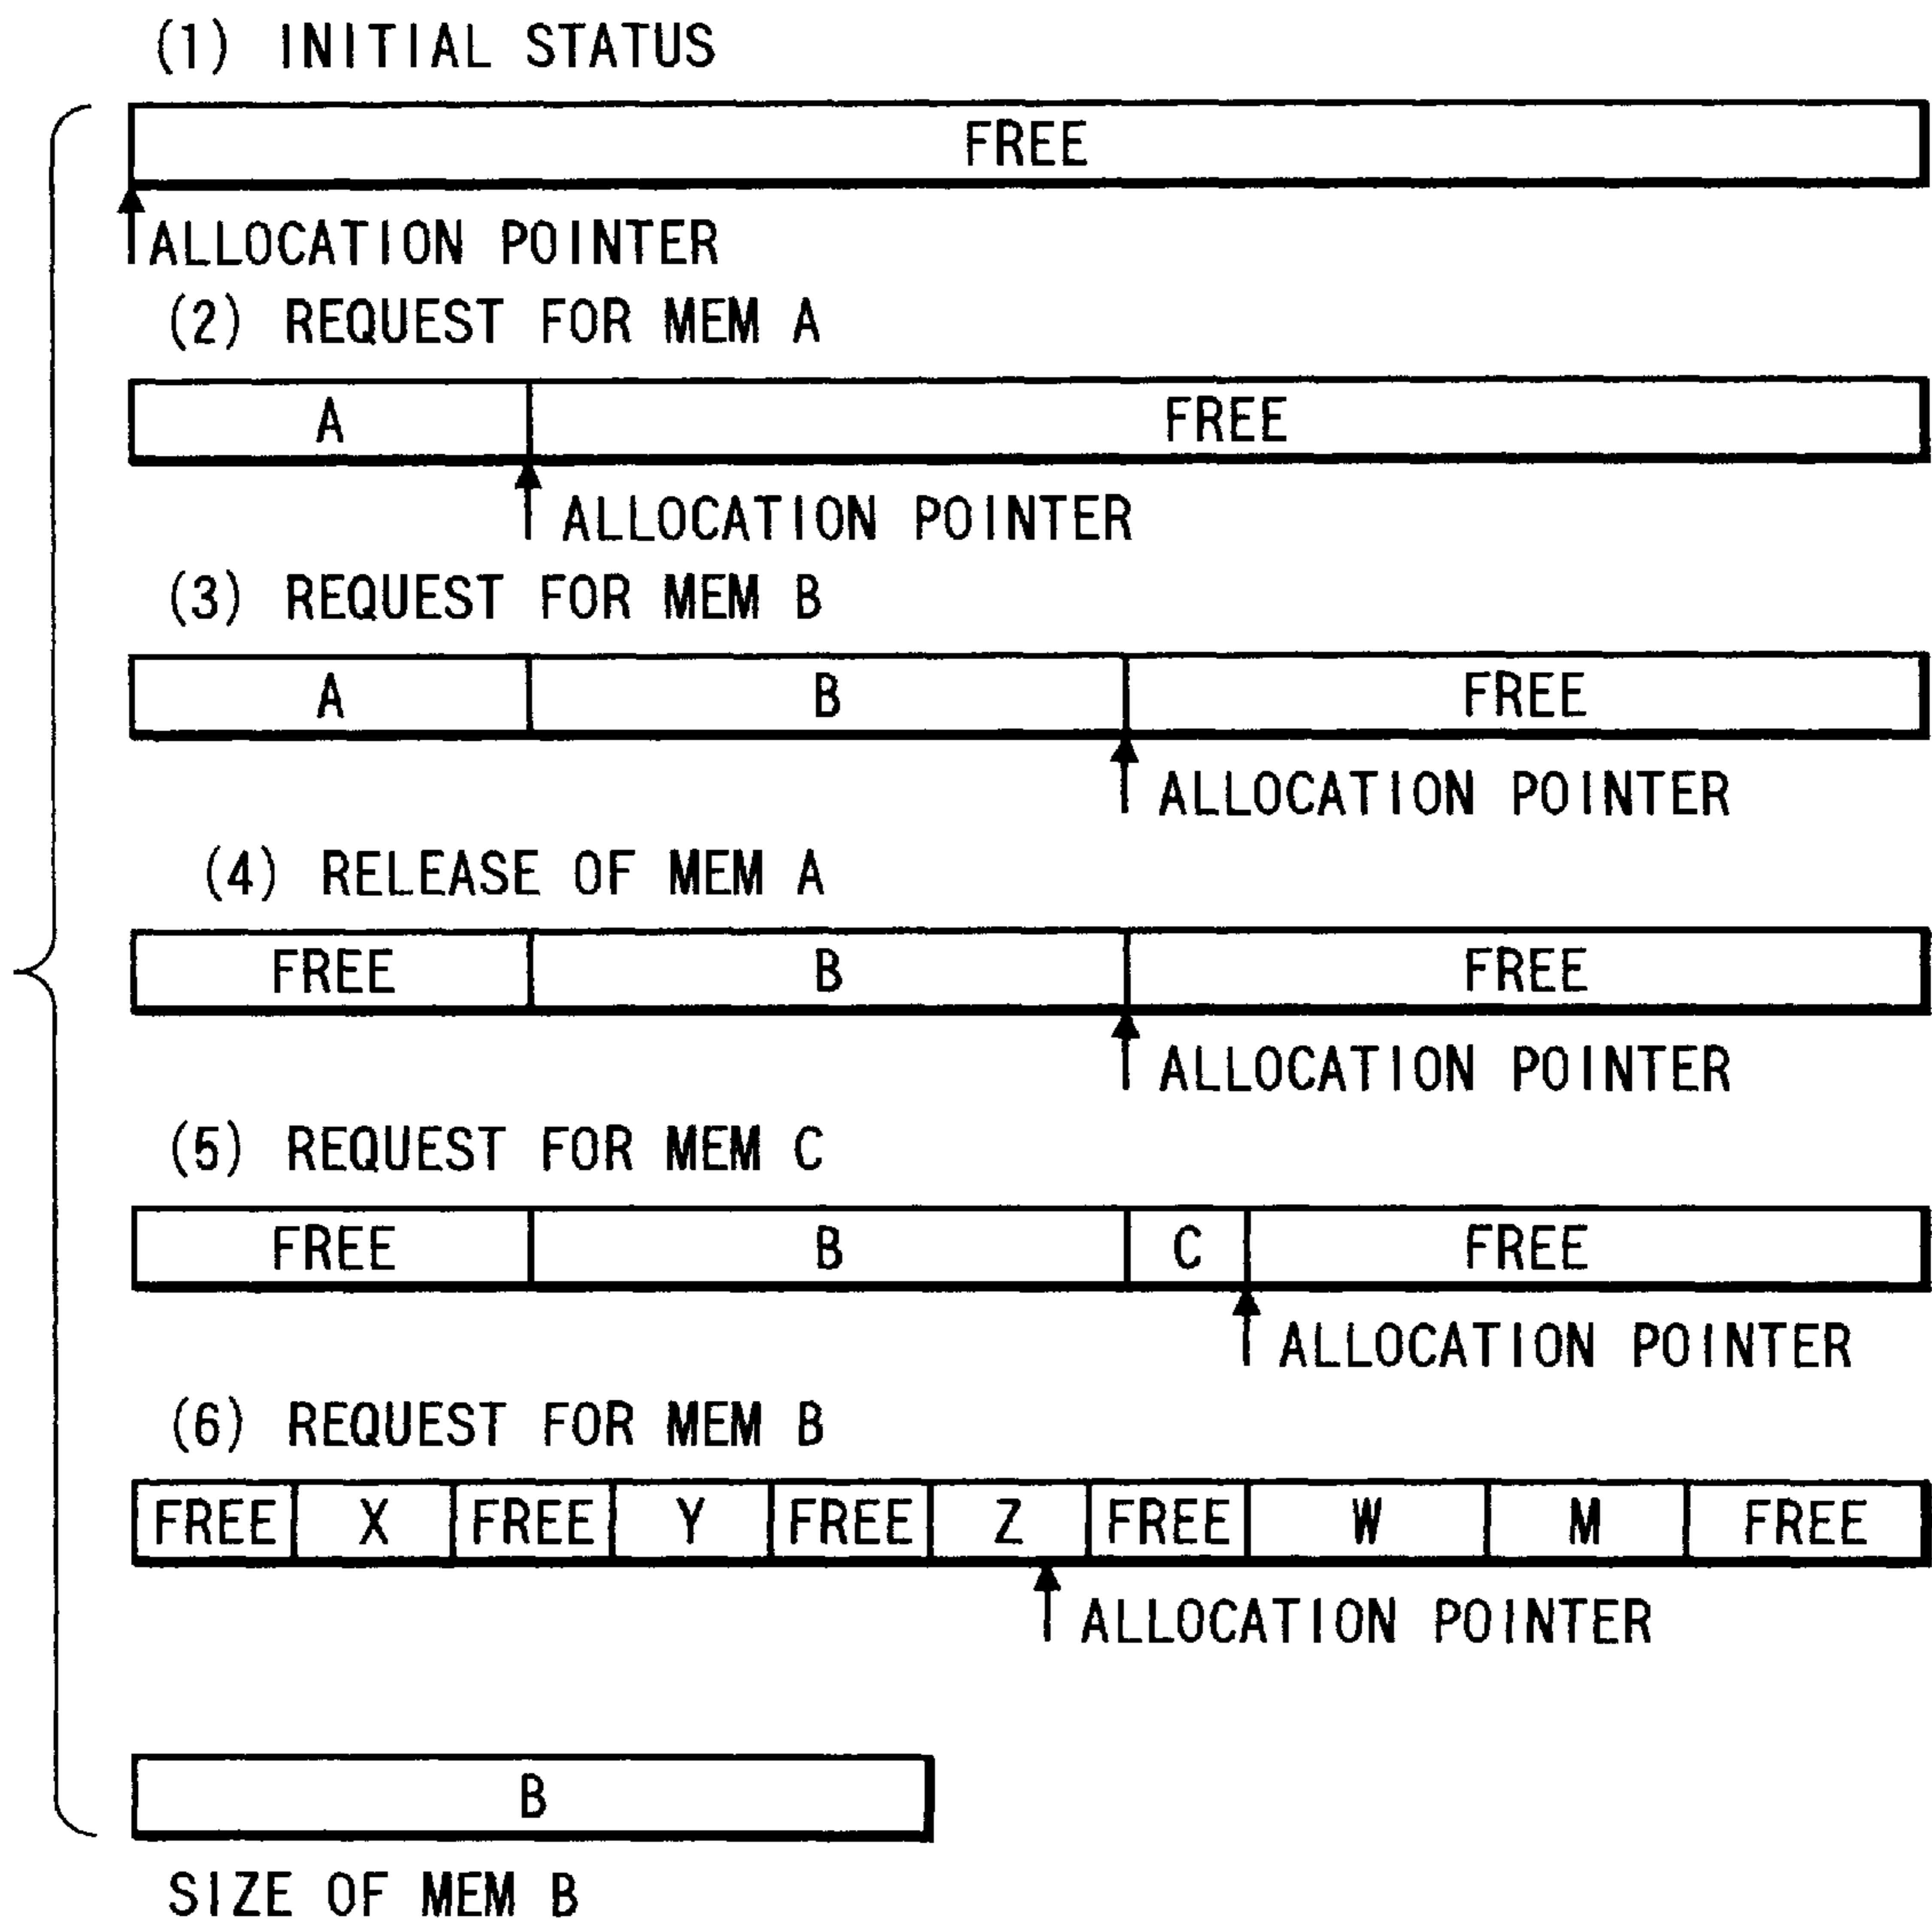 (1) INITIAL STATUS
FREE
ALLOCATION POINTER
(2) REQUEST FOR MEM A
A FREE
ALLOCATION POINTER
(3) REQUEST FOR MEM B
A B FREE
ALLOCATION POINTER
(4) RELEASE OF MEM A
FREE B FREE
ALLOCATION POINTER
(5) REQUEST FOR MEM C
FREE B C FREE
ALLOCATION POINTER
(6) REQUEST FOR MEM B
FREE X FREE Y FREE Z FREE W M FREE
ALLOCATION POINTER
B
SIZE OF MEM B